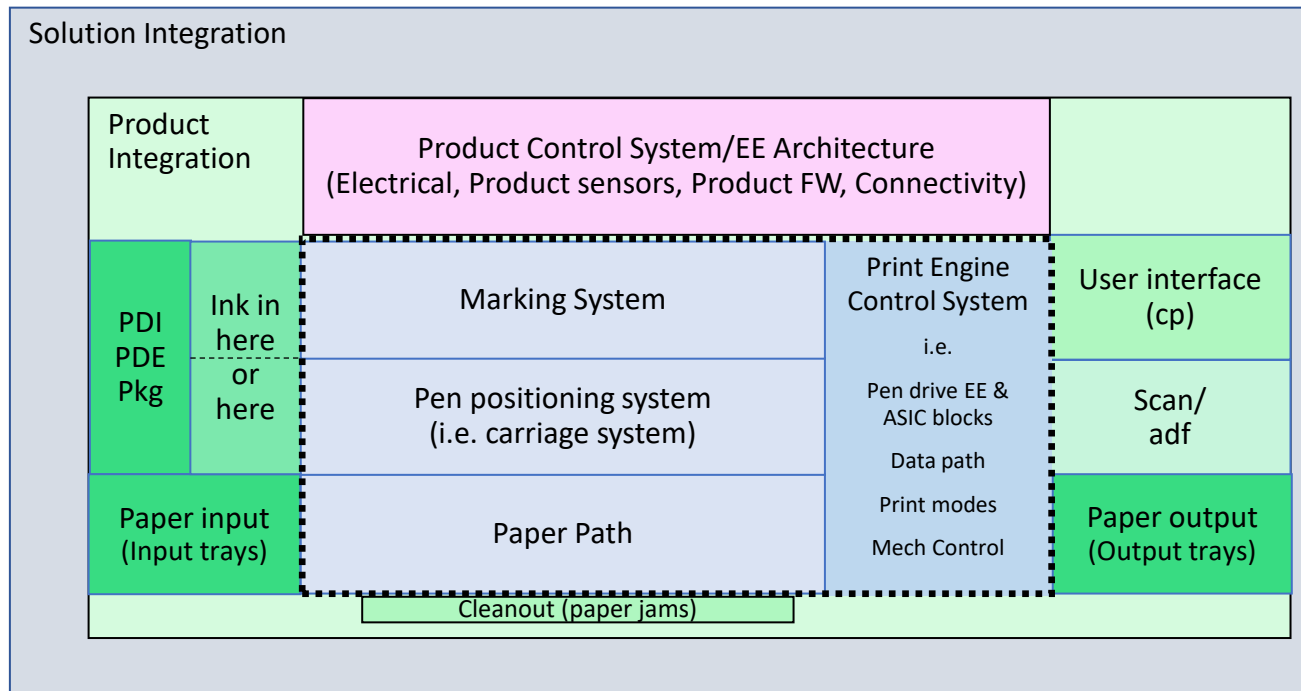 Solution Integration
Product
Integration
Product Control System/EE Architecture
(Electrical, Product sensors, Product FW, Connectivity)
PDI
PDE
Pkg
Ink in
here
or
here
Marking System
Pen positioning system
(i.e. carriage system)
Print Engine
Control System
i.e.
Pen drive EE &
ASIC blocks
Data path
Print modes
Mech Control
User interface
(cp)
Scan/
adf
Paper input
(Input trays)
Paper Path
Paper output
(Output trays)
Cleanout (paper jams)